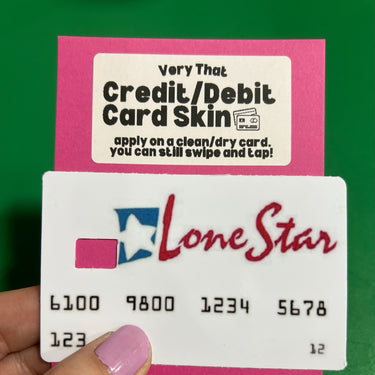 Very That
Credit/Debit
Card Skin
apply on a clean/dry card.
you can still swipe and tap!
Lone Star
6100 9800 1234 5678
123
12